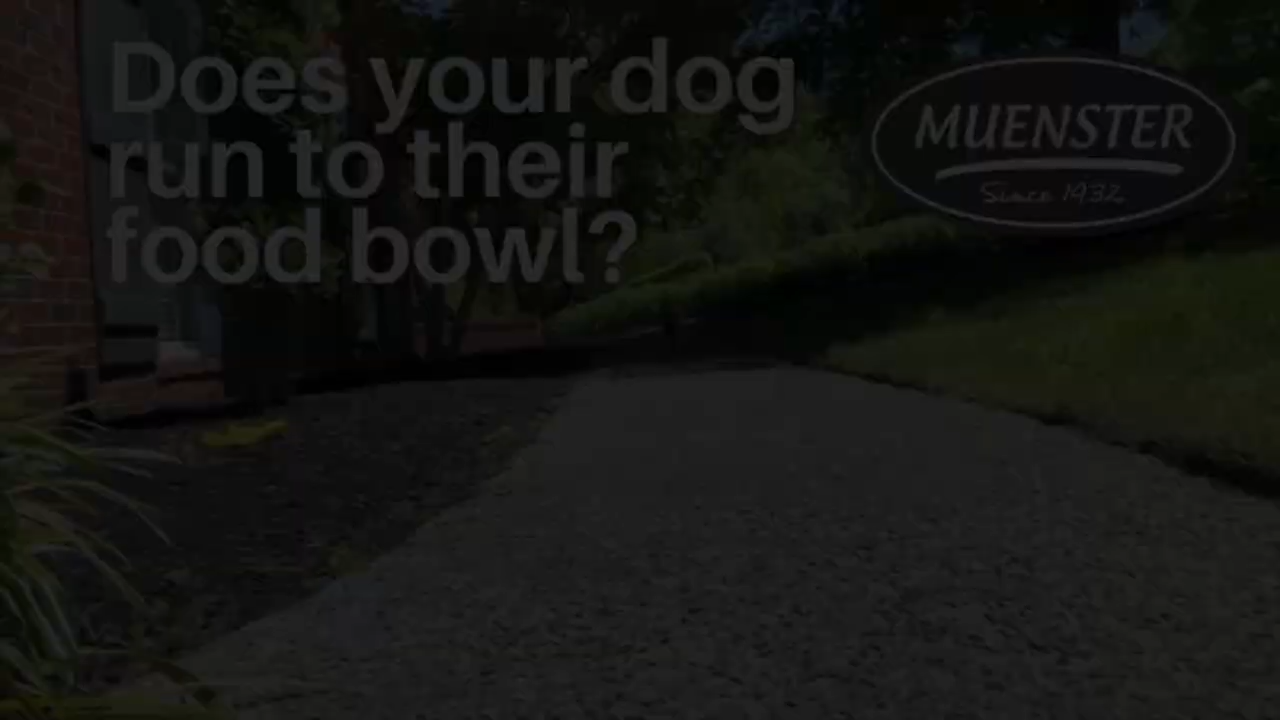 Does your dog
run to their
food bowl?
MUENSTER
Since 1932